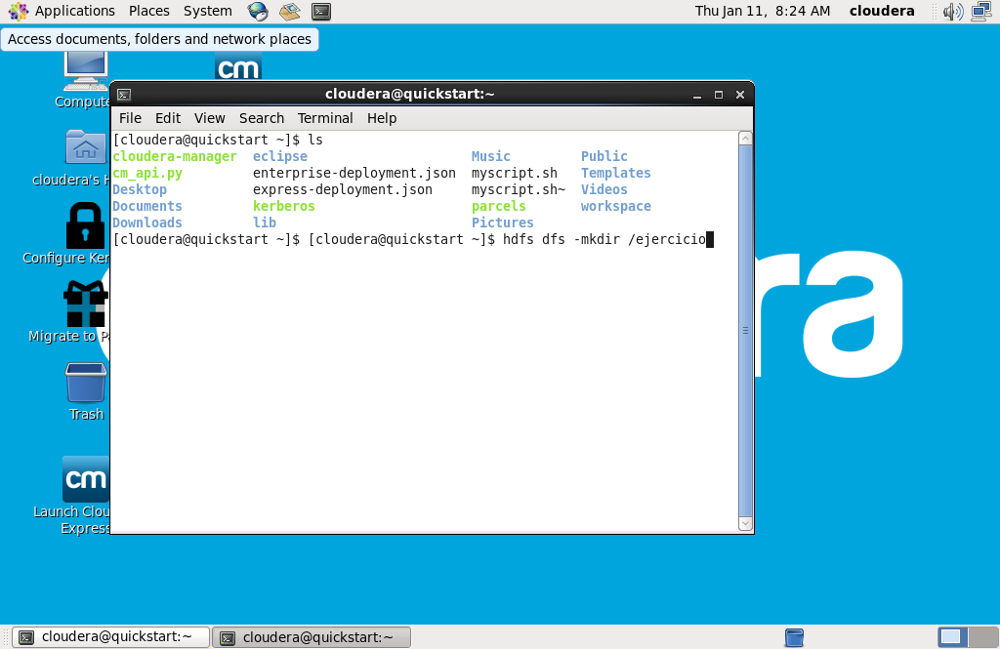 Applications Places System Thu Jan 11, 8:24 AM cloudera
Access documents, folders and network places
cm
Compute
cloudera's H
Configure Ker
Migrate to P
Trash
cm
Launch Clou
Express
cloudera@quickstart:~
File Edit View Search Terminal Help
[cloudera@quickstart ~]$ ls
cloudera-manager eclipse Music Public
cm_api.py enterprise-deployment.json myscript.sh Templates
Desktop express-deployment.json myscript.sh~ Videos
Documents kerberos parcels workspace
Downloads lib Pictures
[cloudera@quickstart ~]$ [cloudera@quickstart ~]$ hdfs dfs -mkdir /ejercicio
ra
cloudera@quickstart:~ cloudera@quickstart:~